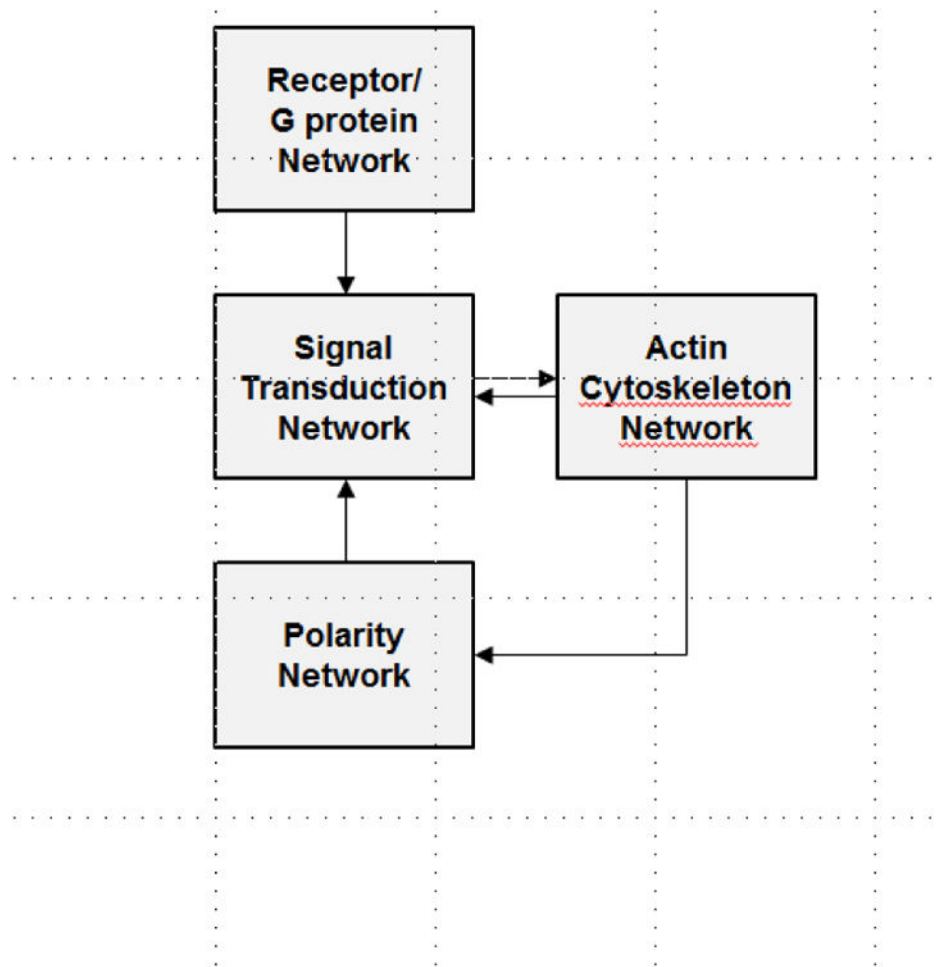 Receptor/
G protein
Network
Signal
Transduction
Network
Actin
Cytoskeleton
Network
Polarity
Network